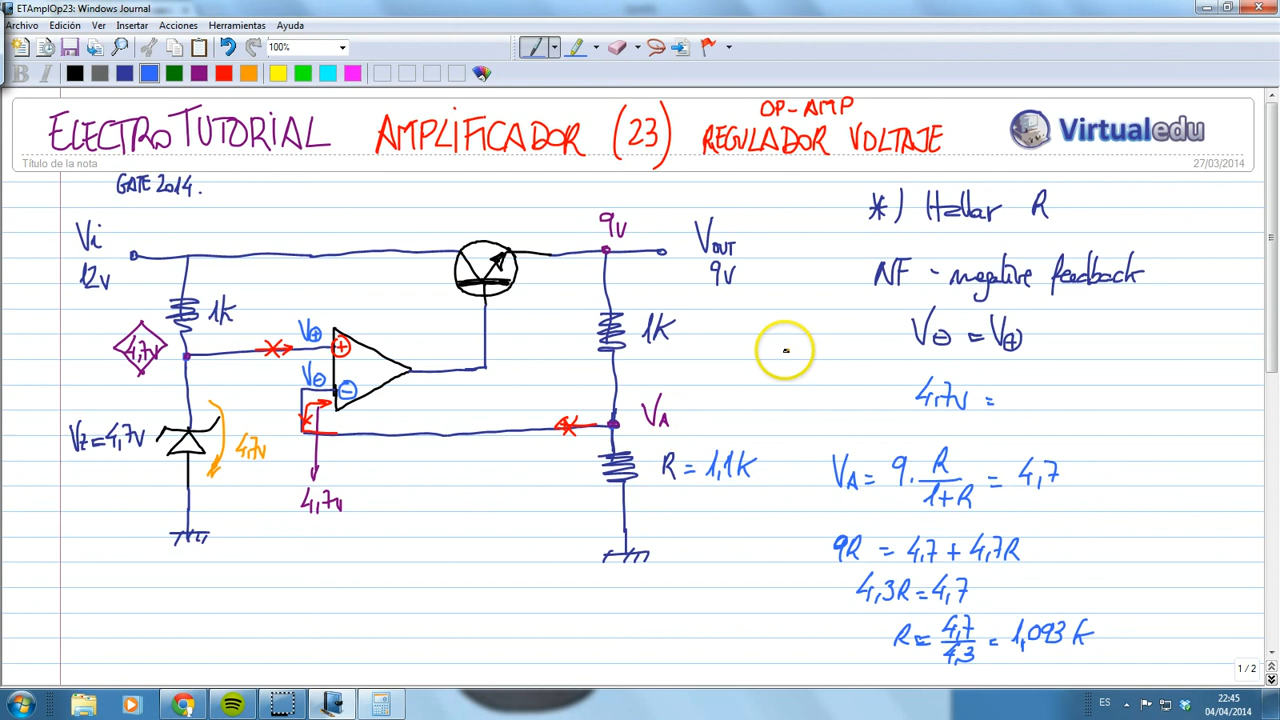 ETAmplOp23: Windows Journal
Archivo Edición Ver Insertar Acciones Herramientas Ayuda
100%
ELECTROTUTORIAL AMPLIFICADOR (23) OP-AMP
REGULADOR VOLTAJE
Virtualedu
Título de la nota
27/03/2014
GATE 2014.
Vi
12V
1K
4,7V
V⊕
+
V⊖
−
VZ=4,7V
4,7V
4,7V
9V
VOUT
9V
1K
VA
R = 1,1K
*) Hallar R
NF - negative feedback
V⊖ = V⊕
4,7V =
VA = 9. R/1+R = 4,7
9R = 4,7 + 4,7R
4,3R = 4,7
R = 4,7/4,3 = 1,093 K
1 / 2
ES
22:45
04/04/2014